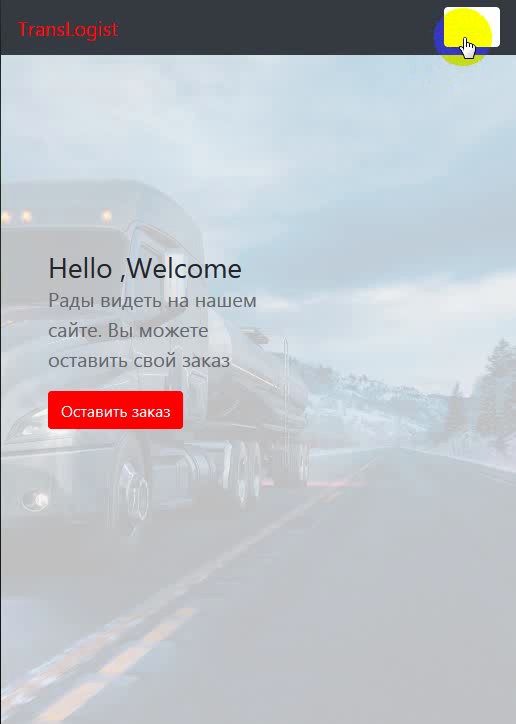 TransLogist
Hello ,Welcome
Рады видеть на нашем
сайте. Вы можете
оставить свой заказ
Оставить заказ